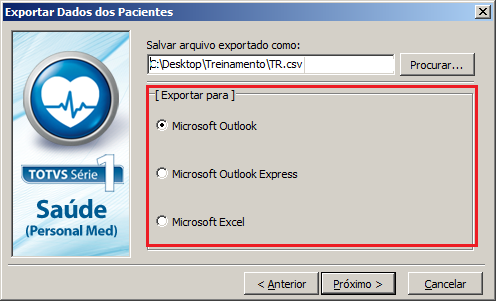 Exportar Dados dos Pacientes
Salvar arquivo exportado como:
C:\Desktop\Treinamento\TR.csv
Procurar...
[ Exportar para ]
Microsoft Outlook
Microsoft Outlook Express
Microsoft Excel
TOTVS Série 1
Saúde
(Personal Med)
< Anterior
Próximo >
Cancelar